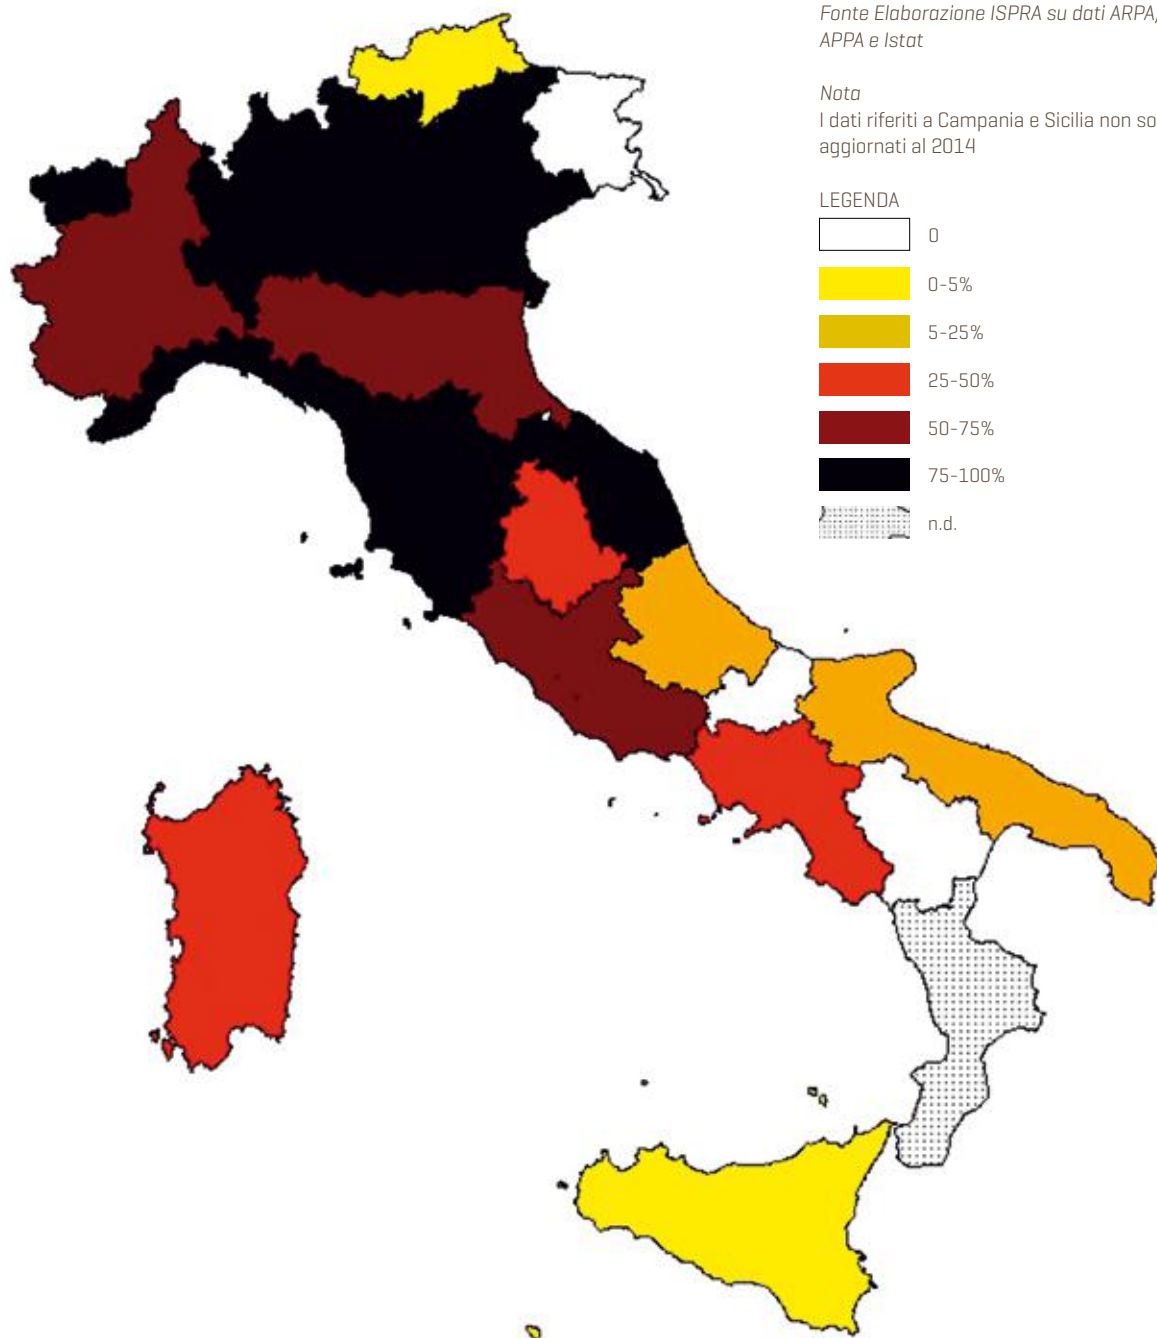 Fonte Elaborazione ISPRA su dati ARPA,
APPA e Istat
Nota
I dati riferiti a Campania e Sicilia non so
aggiornati al 2014
LEGENDA
0
0-5%
5-25%
25-50%
50-75%
75-100%
n.d.